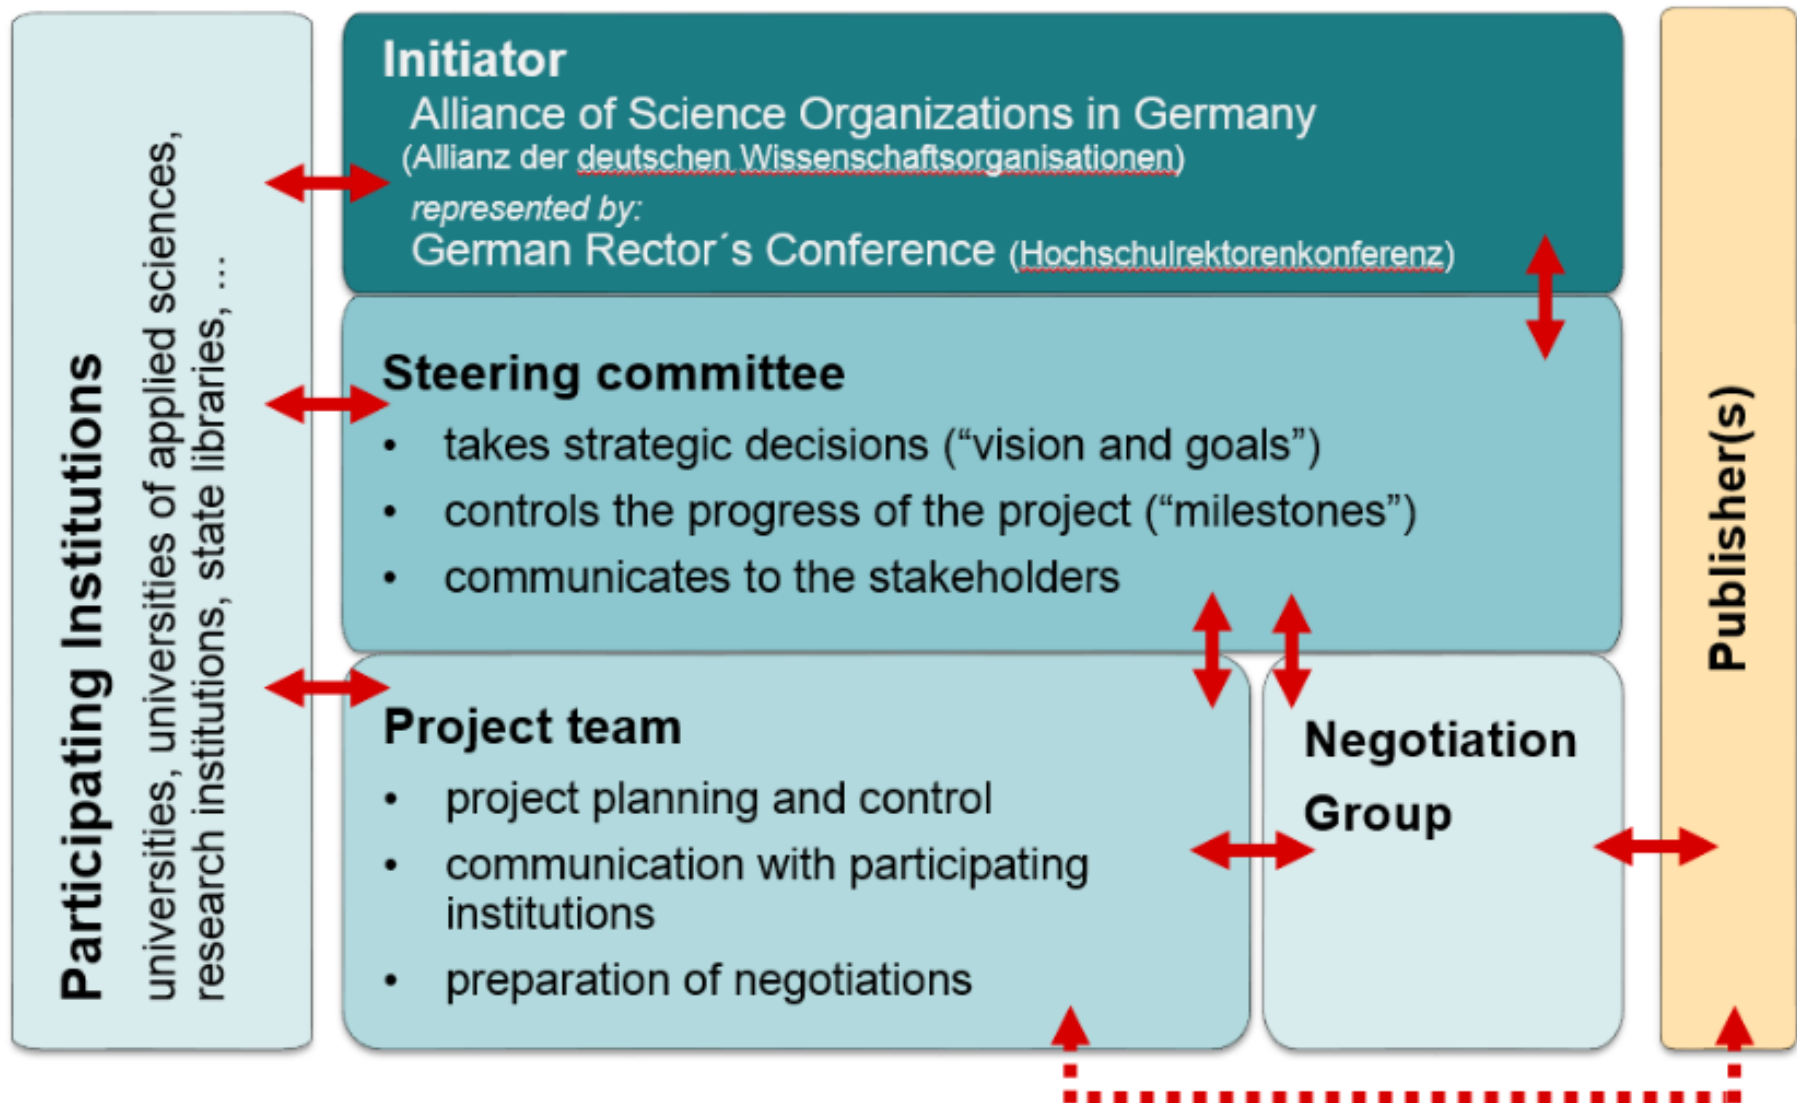 Participating Institutions
universities, universities of applied sciences,
research institutions, state libraries, ...
Initiator
Alliance of Science Organizations in Germany
(Allianz der deutschen Wissenschaftsorganisationen)
represented by:
German Rector´s Conference (Hochschulrektorenkonferenz)
Steering committee
• takes strategic decisions (“vision and goals”)
• controls the progress of the project (“milestones”)
• communicates to the stakeholders
Project team
• project planning and control
• communication with participating
institutions
• preparation of negotiations
Negotiation
Group
Publisher(s)